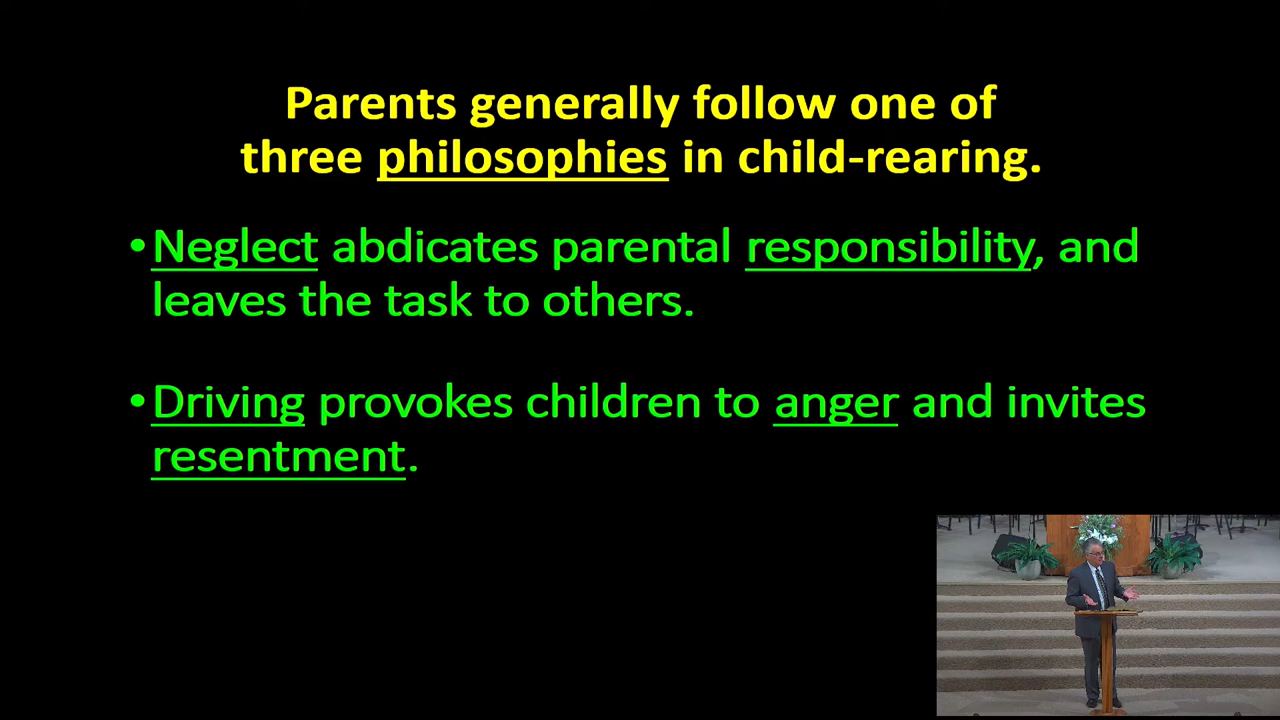 Parents generally follow one of
three philosophies in child-rearing.
•Neglect abdicates parental responsibility, and
leaves the task to others.
•Driving provokes children to anger and invites
resentment.